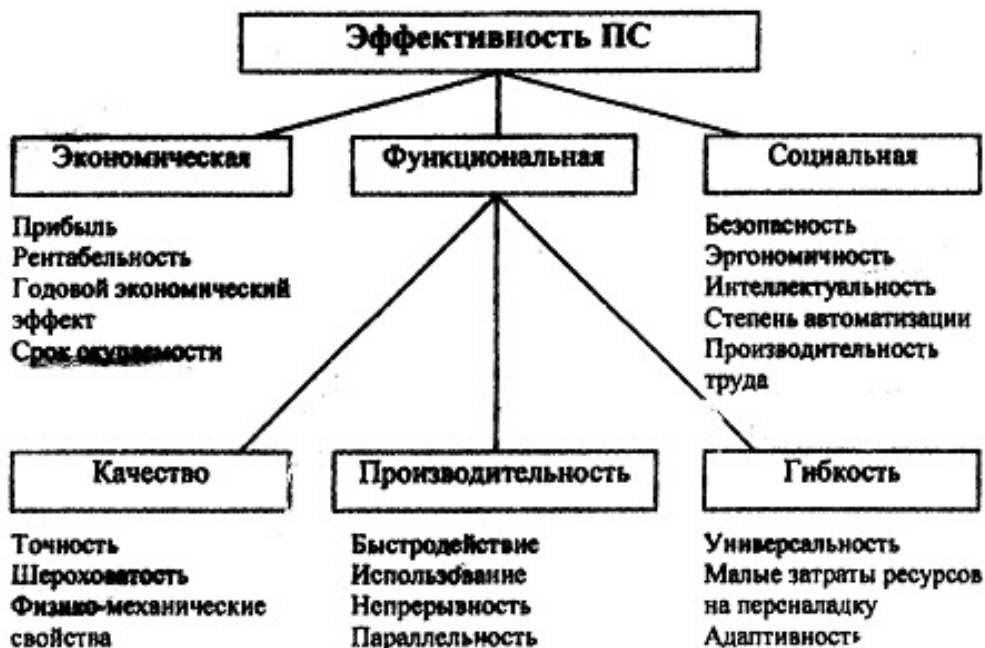 Эффективность ПС
Экономическая
Функциональная
Социальная
Прибыль
Рентабельность
Годовой экономический
эффект
Срок окупаемости
Безопасность
Эргономичность
Интеллектуальность
Степень автоматизации
Производительность
труда
Качество
Производительность
Гибкость
Точность
Шероховатость
Физико-механические
свойства
Быстродействие
Использование
Непрерывность
Параллельность
Универсальность
Малые затраты ресурсов
на переналадку
Адаптивность